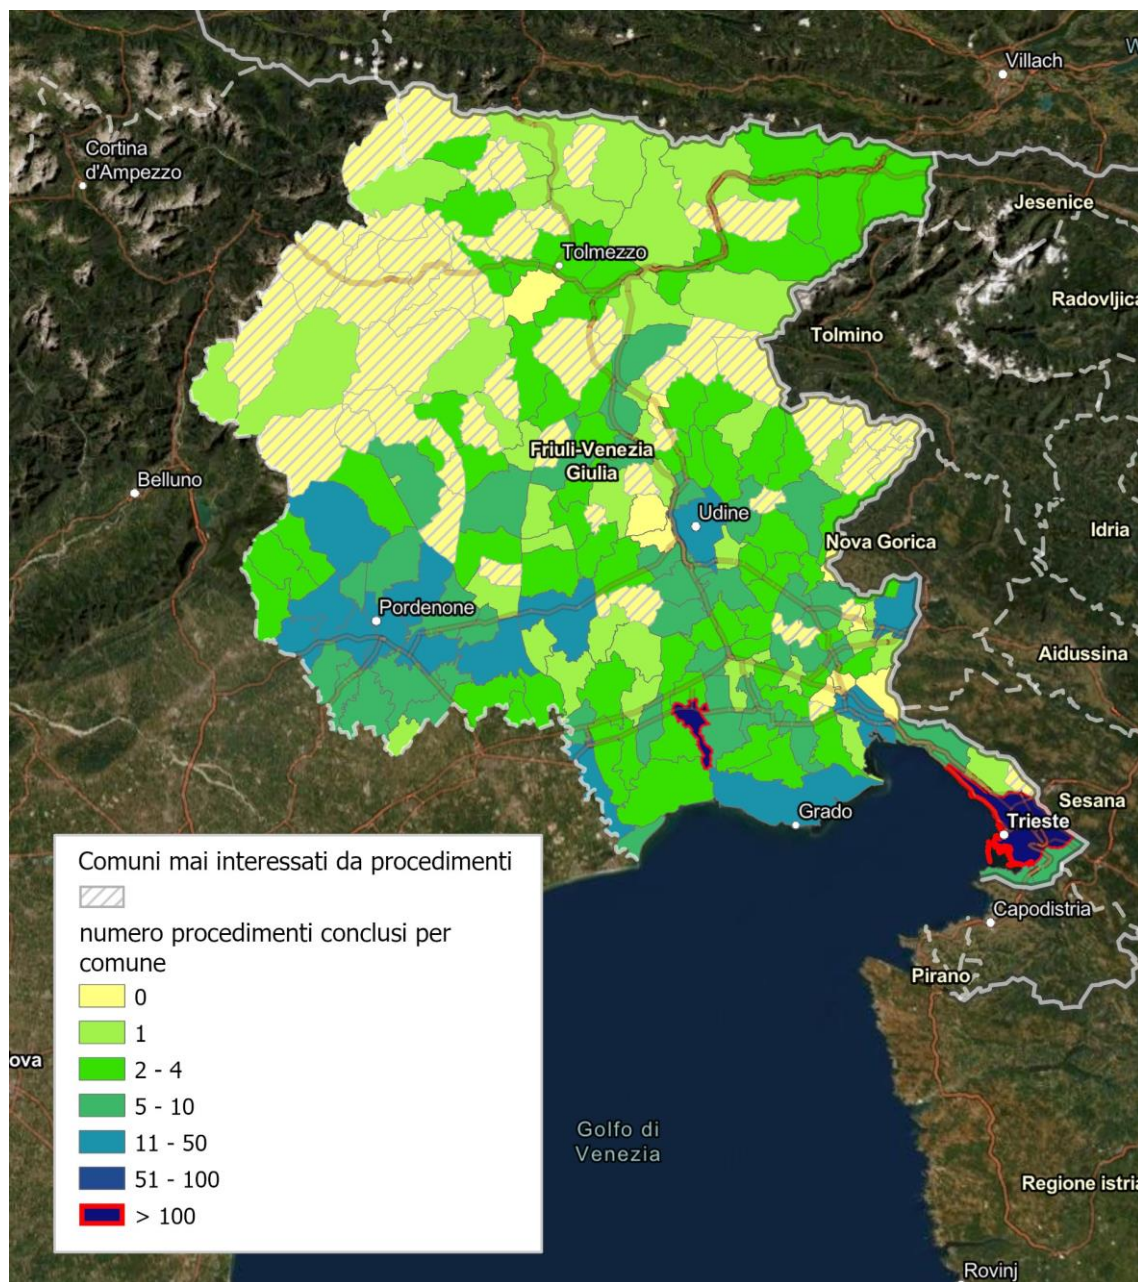 Villach
W
Cortina
d'Ampezzo
Jesenice
Tolmezzo
Radovljica
Tolmino
Friuli-Venezia
Giulia
Belluno
Udine
Idria
Nova Gorica
Pordenone
Aidussina
Sesana
Grado
Trieste
Comuni mai interessati da procedimenti
numero procedimenti conclusi per
comune
0
1
2 - 4
5 - 10
11 - 50
51 - 100
> 100
Capodistria
Pirano
ova
Golfo di
Venezia
Regione istria
Rovinj